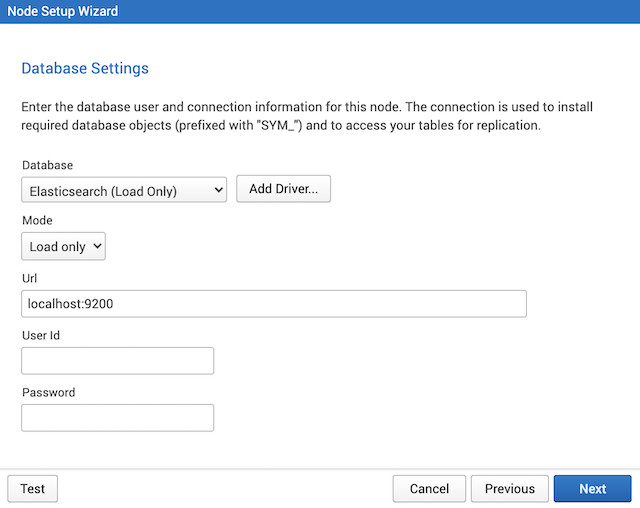 Node Setup Wizard
Database Settings
Enter the database user and connection information for this node. The connection is used to install
required database objects (prefixed with "SYM_") and to access your tables for replication.
Database
Elasticsearch (Load Only)
Add Driver...
Mode
Load only
Url
localhost:9200
User Id
Password
Test
Cancel
Previous
Next